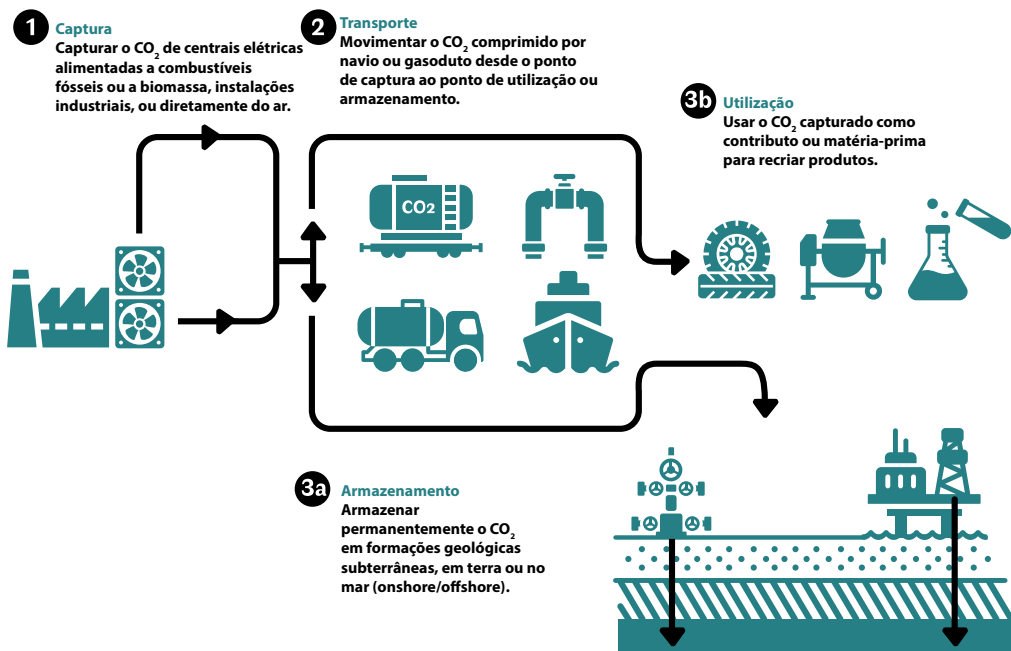 1
Captura
Capturar o CO₂ de centrais elétricas
alimentadas a combustíveis
fósseis ou a biomassa, instalações
industriais, ou diretamente do ar.
2
Transporte
Movimentar o CO₂ comprimido por
navio ou gasoduto desde o ponto
de captura ao ponto de utilização ou
armazenamento.
3b
Utilização
Usar o CO₂ capturado como
contributo ou matéria-prima
para recriar produtos.
CO2
3a
Armazenamento
Armazenar
permanentemente o CO₂
em formações geológicas
subterrâneas, em terra ou no
mar (onshore/offshore).